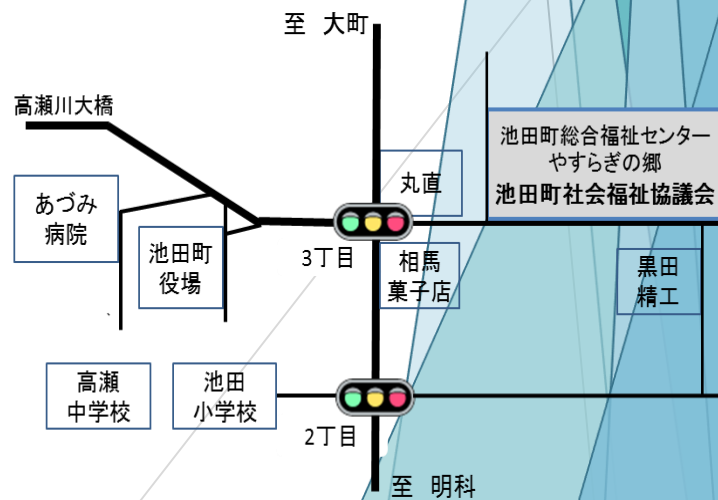 至 大町
高瀬川大橋
池田町総合福祉センター
やすらぎの郷
池田町社会福祉協議会
丸直
あづみ
病院
池田町
役場
3丁目
相馬
菓子店
黒田
精工
高瀬
中学校
池田
小学校
2丁目
至 明科